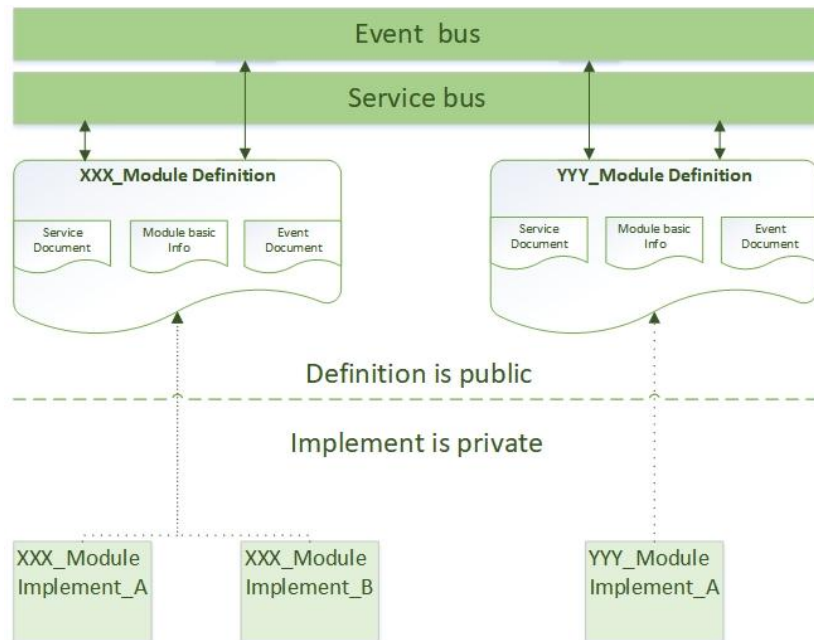 Event bus
Service bus
XXX_Module Definition
Service
Document
Module basic
Info
Event
Document
YYY_Module Definition
Service
Document
Module basic
Info
Event
Document
Definition is public
Implement is private
XXX_Module
Implement_A
XXX_Module
Implement_B
YYY_Module
Implement_A